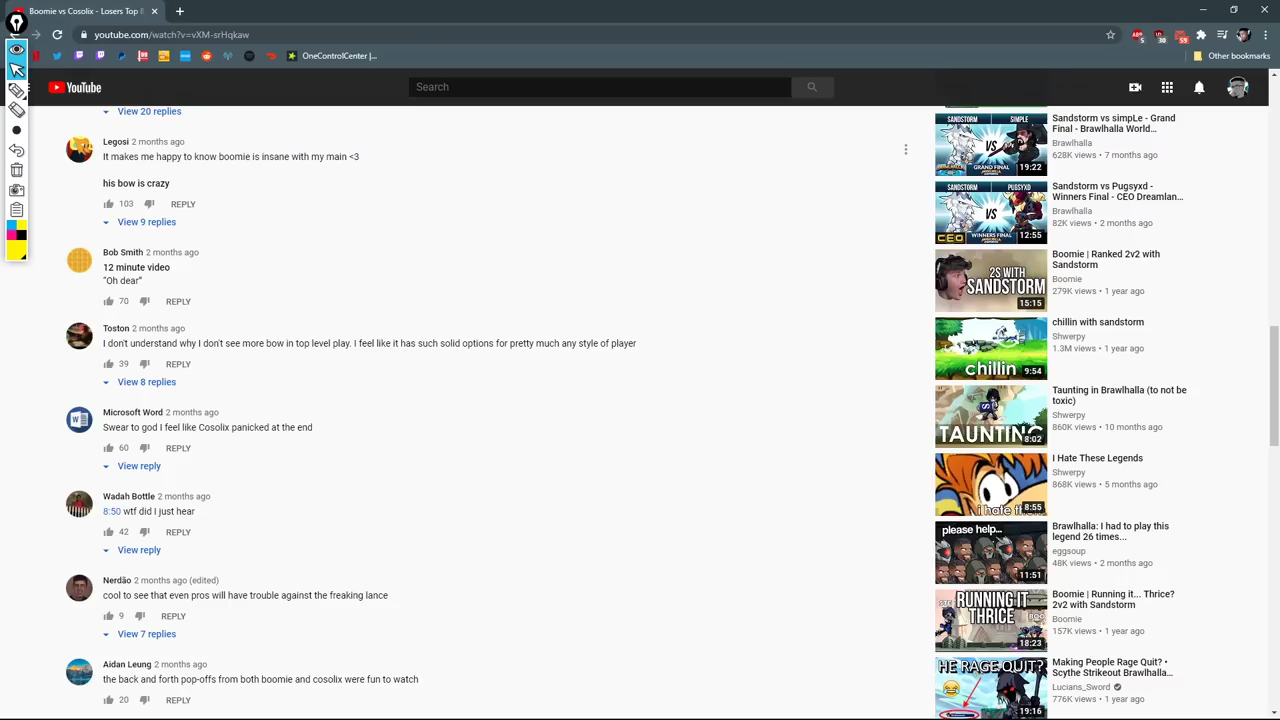 Boomie vs Cosolix - Losers Top 8
youtube.com/watch?v=vXM-srHqkaw
OneControlCenter |...
Other bookmarks
YouTube
Search
View 20 replies
Legosi 2 months ago
It makes me happy to know boomie is insane with my main <3
his bow is crazy
103 REPLY
View 9 replies
Bob Smith 2 months ago
12 minute video
“Oh dear”
70 REPLY
Toston 2 months ago
I don't understand why I don't see more bow in top level play. I feel like it has such solid options for pretty much any style of player
39 REPLY
View 8 replies
Microsoft Word 2 months ago
Swear to god I feel like Cosolix panicked at the end
60 REPLY
View reply
Wadah Bottle 2 months ago
8:50 wtf did I just hear
42 REPLY
View reply
Nerdão 2 months ago (edited)
cool to see that even pros will have trouble against the freaking lance
9 REPLY
View 7 replies
Aidan Leung 2 months ago
the back and forth pop-offs from both boomie and cosolix were fun to watch
20 REPLY
SANDSTORM SIMPLE
VS
GRAND FINAL
19:22
Sandstorm vs simpLe - Grand
Final - Brawlhalla World...
Brawlhalla
628K views • 7 months ago
SANDSTORM PUGSYXD
VS
CEO WINNERS FINAL
12:55
Sandstorm vs Pugsyxd -
Winners Final - CEO Dreamlan...
Brawlhalla
82K views • 2 months ago
2S WITH
SANDSTORM
15:15
Boomie | Ranked 2v2 with
Sandstorm
Boomie
279K views • 1 year ago
chillin
9:54
chillin with sandstorm
Shwerpy
1.3M views • 1 year ago
TAUNTING
8:02
Taunting in Brawlhalla (to not be
toxic)
Shwerpy
860K views • 10 months ago
i hate
8:55
I Hate These Legends
Shwerpy
868K views • 5 months ago
please help...
11:51
Brawlhalla: I had to play this
legend 26 times...
eggsoup
48K views • 2 months ago
RUNNING IT
THRICE
18:23
Boomie | Running it... Thrice?
2v2 with Sandstorm
Boomie
157K views • 1 year ago
HE RAGE QUIT?
19:16
Making People Rage Quit? •
Scythe Strikeout Brawlhalla...
Lucians_Sword
776K views • 1 year ago